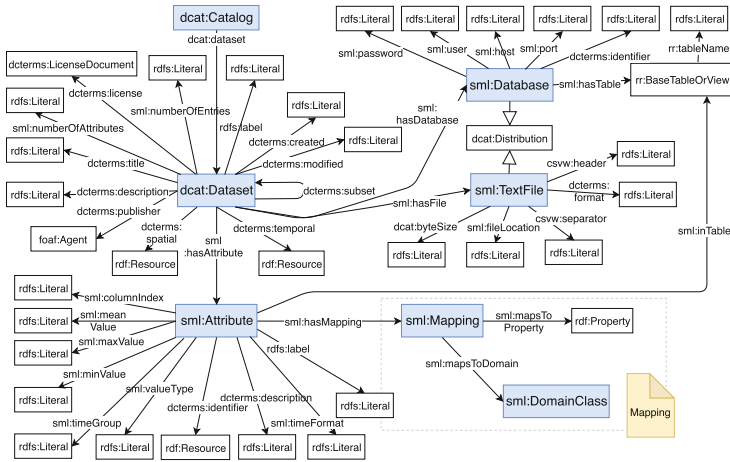 dcat:Catalog
rdfs:Literal
rdfs:Literal
rdfs:Literal
rdfs:Literal
rdfs:Literal
rdfs:Literal
dcat:dataset
sml:password
sml:user
sml:host
sml:port
dcterms:identifier
rr:tableName
dcterms:LicenseDocument
rdfs:Literal
rdfs:Literal
sml:Database
sml:hasTable
rr:BaseTableOrView
dcterms:license
rdfs:Literal
sml:numberOfEntries
rdfs:Literal
sml:
hasDatabase
sml:numberOfAttributes
rdfs:label
rdfs:Literal
dcterms:created
dcat:Distribution
rdfs:Literal
dcterms:title
dcterms:modified
csvw:header
rdfs:Literal
rdfs:Literal
dcterms:description
dcat:Dataset
dcterms:subset
sml:hasFile
sml:TextFile
dcterms:
format
rdfs:Literal
dcterms:publisher
foaf:Agent
dcterms:
spatial
sml
:hasAttribute
dcterms:temporal
dcat:byteSize
sml:fileLocation
csvw:separator
sml:inTable
rdf:Resource
rdf:Resource
rdfs:Literal
rdfs:Literal
rdfs:Literal
rdfs:Literal
sml:columnIndex
rdfs:Literal
sml:mean
Value
sml:Attribute
sml:hasMapping
sml:Mapping
sml:mapsTo
Property
rdf:Property
rdfs:Literal
sml:maxValue
rdfs:label
sml:minValue
sml:mapsToDomain
rdfs:Literal
sml:valueType
dcterms:identifier
dcterms:description
rdfs:Literal
sml:DomainClass
Mapping
sml:timeGroup
sml:timeFormat
rdfs:Literal
rdfs:Literal
rdf:Resource
rdfs:Literal
rdfs:Literal